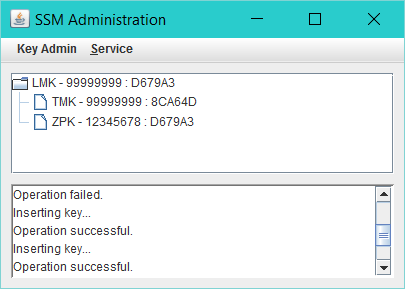 SSM Administration
Key Admin Service
LMK - 99999999 : D679A3
TMK - 99999999 : 8CA64D
ZPK - 12345678 : D679A3
Operation failed.
Inserting key...
Operation successful.
Inserting key...
Operation successful.